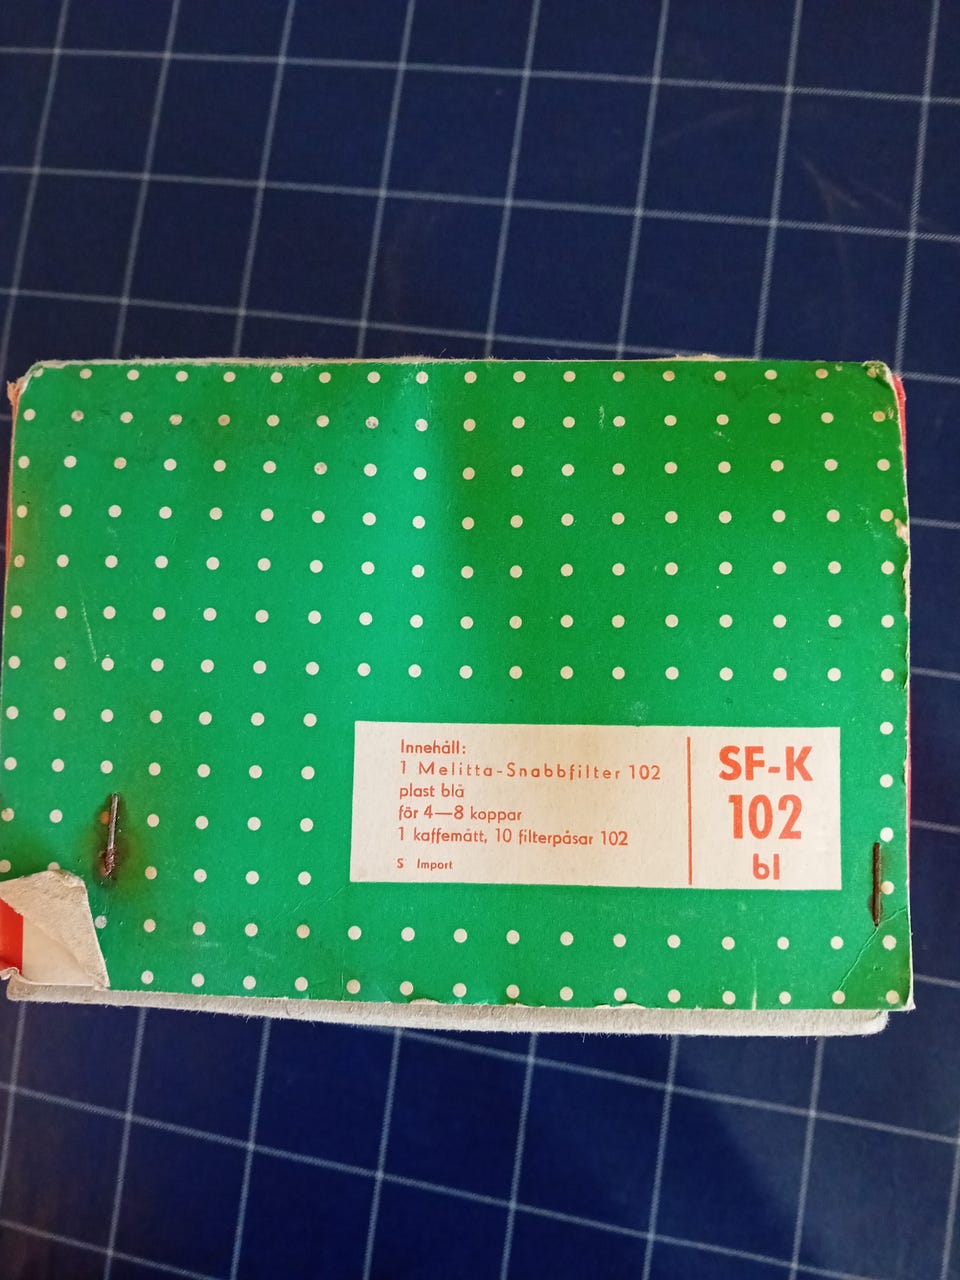 Innehåll:
1 Melitta-Snabbfilter 102
plast blå
för 4—8 koppar
1 kaffemått, 10 filterpåsar 102
S Import
SF-K
102
bl